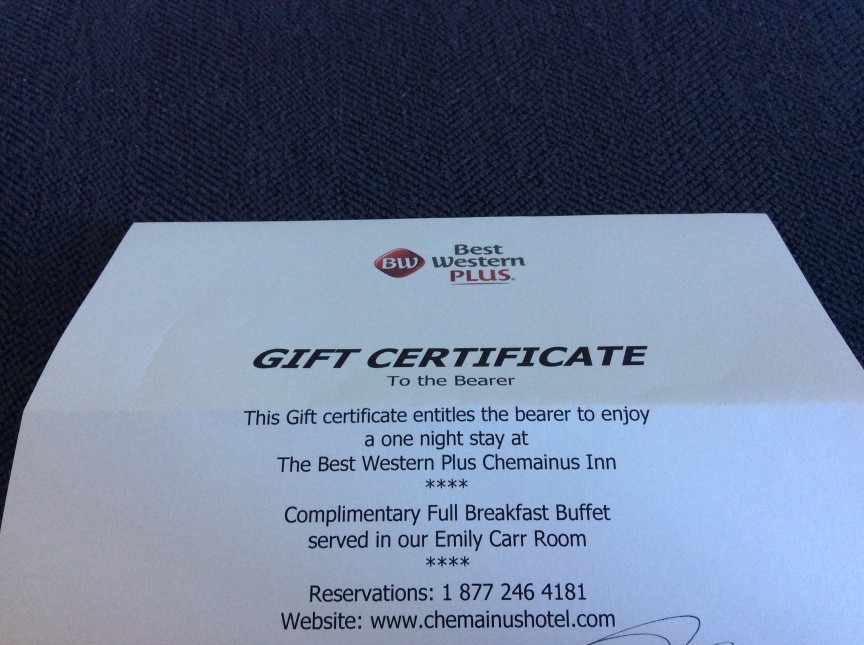 BW Best
Western
PLUS.
GIFT CERTIFICATE
To the Bearer
This Gift certificate entitles the bearer to enjoy
a one night stay at
The Best Western Plus Chemainus Inn
****
Complimentary Full Breakfast Buffet
served in our Emily Carr Room
****
Reservations: 1 877 246 4181
Website: www.chemainushotel.com